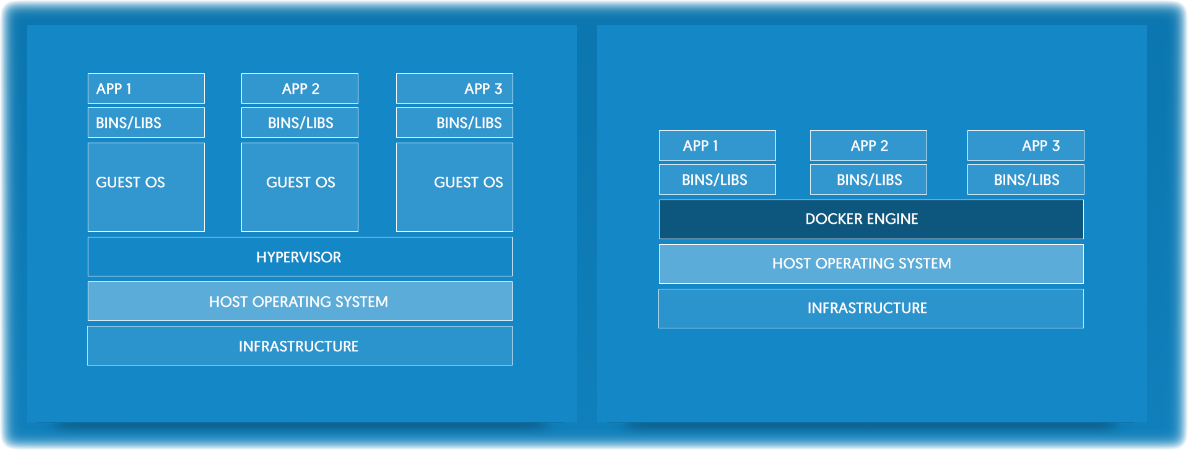 APP 1
APP 2
APP 3
BINS/LIBS
BINS/LIBS
BINS/LIBS
GUEST OS
GUEST OS
GUEST OS
HYPERVISOR
HOST OPERATING SYSTEM
INFRASTRUCTURE
APP 1
APP 2
APP 3
BINS/LIBS
BINS/LIBS
BINS/LIBS
DOCKER ENGINE
HOST OPERATING SYSTEM
INFRASTRUCTURE